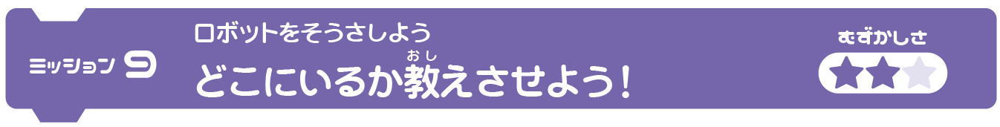 ミッション 9
ロボットをそうさしよう
おし
どこにいるか教えさせよう！
むずかしさ